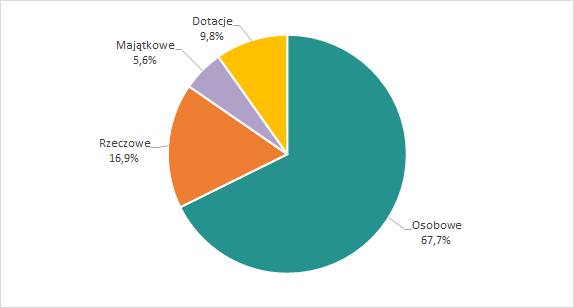 Dotacje
9,8%
Majątkowe
5,6%
Rzeczowe
16,9%
Osobowe
67,7%